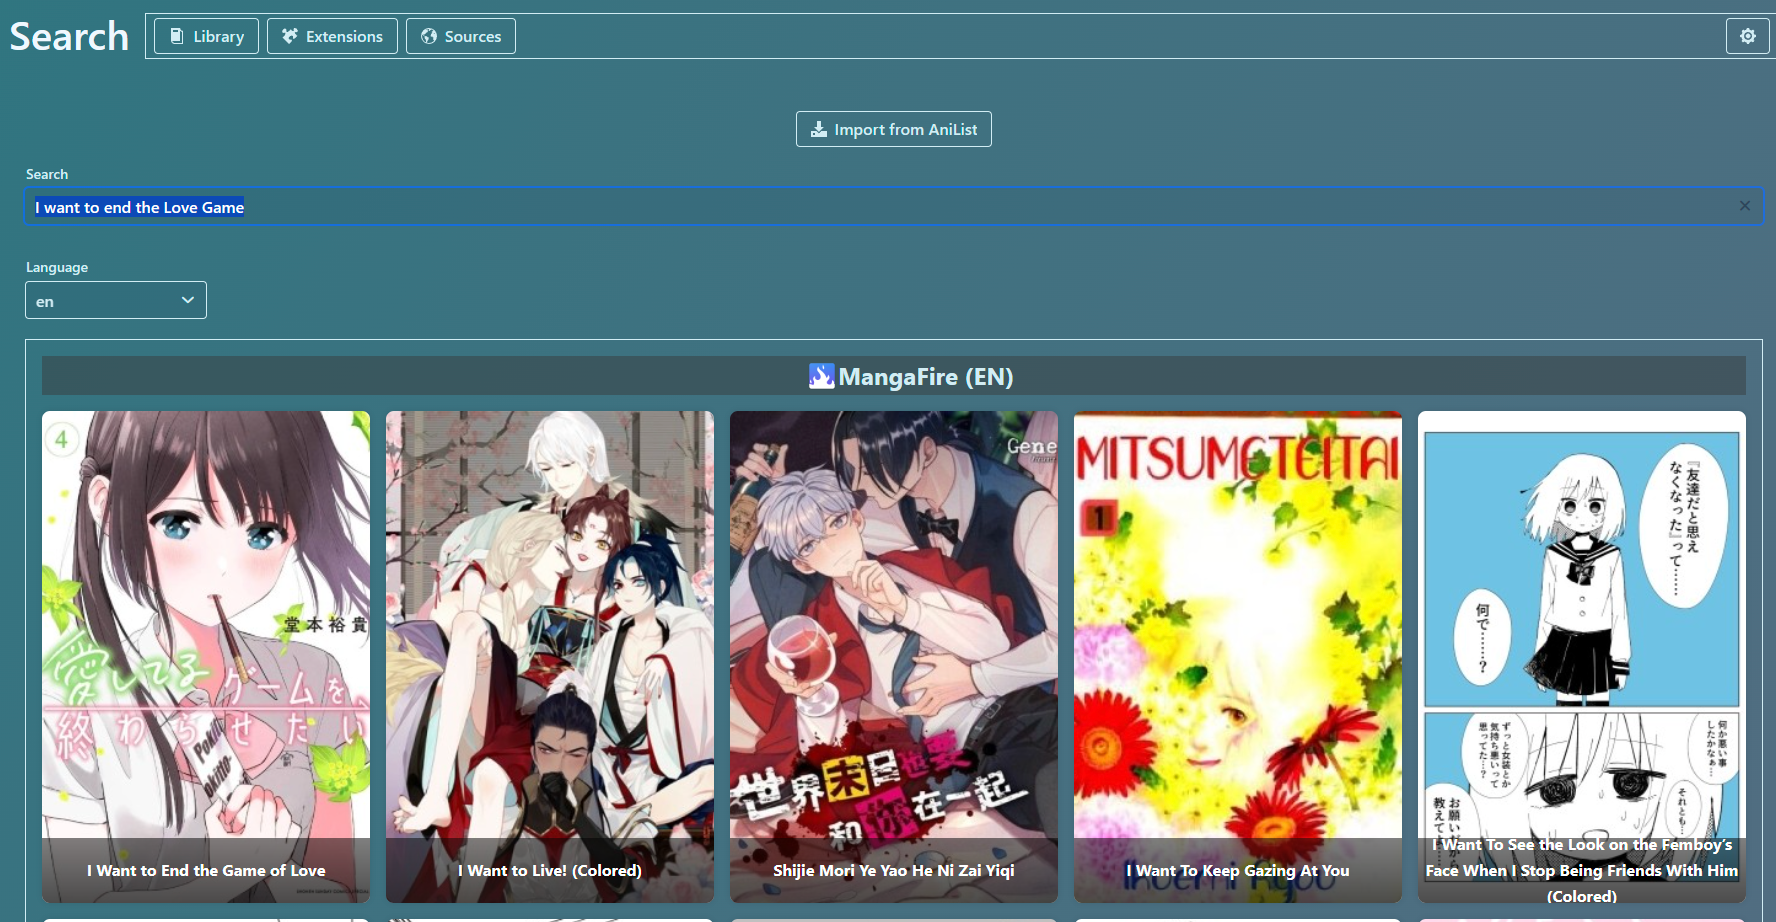 Search
Library
Extensions
Sources
Import from AniList
Search
I want to end the Love Game
Language
en
MangaFire (EN)
4
堂本裕貴
愛してるゲームを
終わらせたい
I Want to End the Game of Love
I Want to Live! (Colored)
Gene
世界末日也要
和你在一起
Shijie Mori Ye Yao He Ni Zai Yiqi
MITSUMETEITAI
1
I Want To Keep Gazing At You
『友達だと思え
なくなった』って……
何で………?
何か悪い事
したかなぁ…
それとも…
ずっと女装とか
気持ち悪いって
思ってた…?
教えて
I Want To See the Look on the Femboy’s
Face When I Stop Being Friends With Him
(Colored)